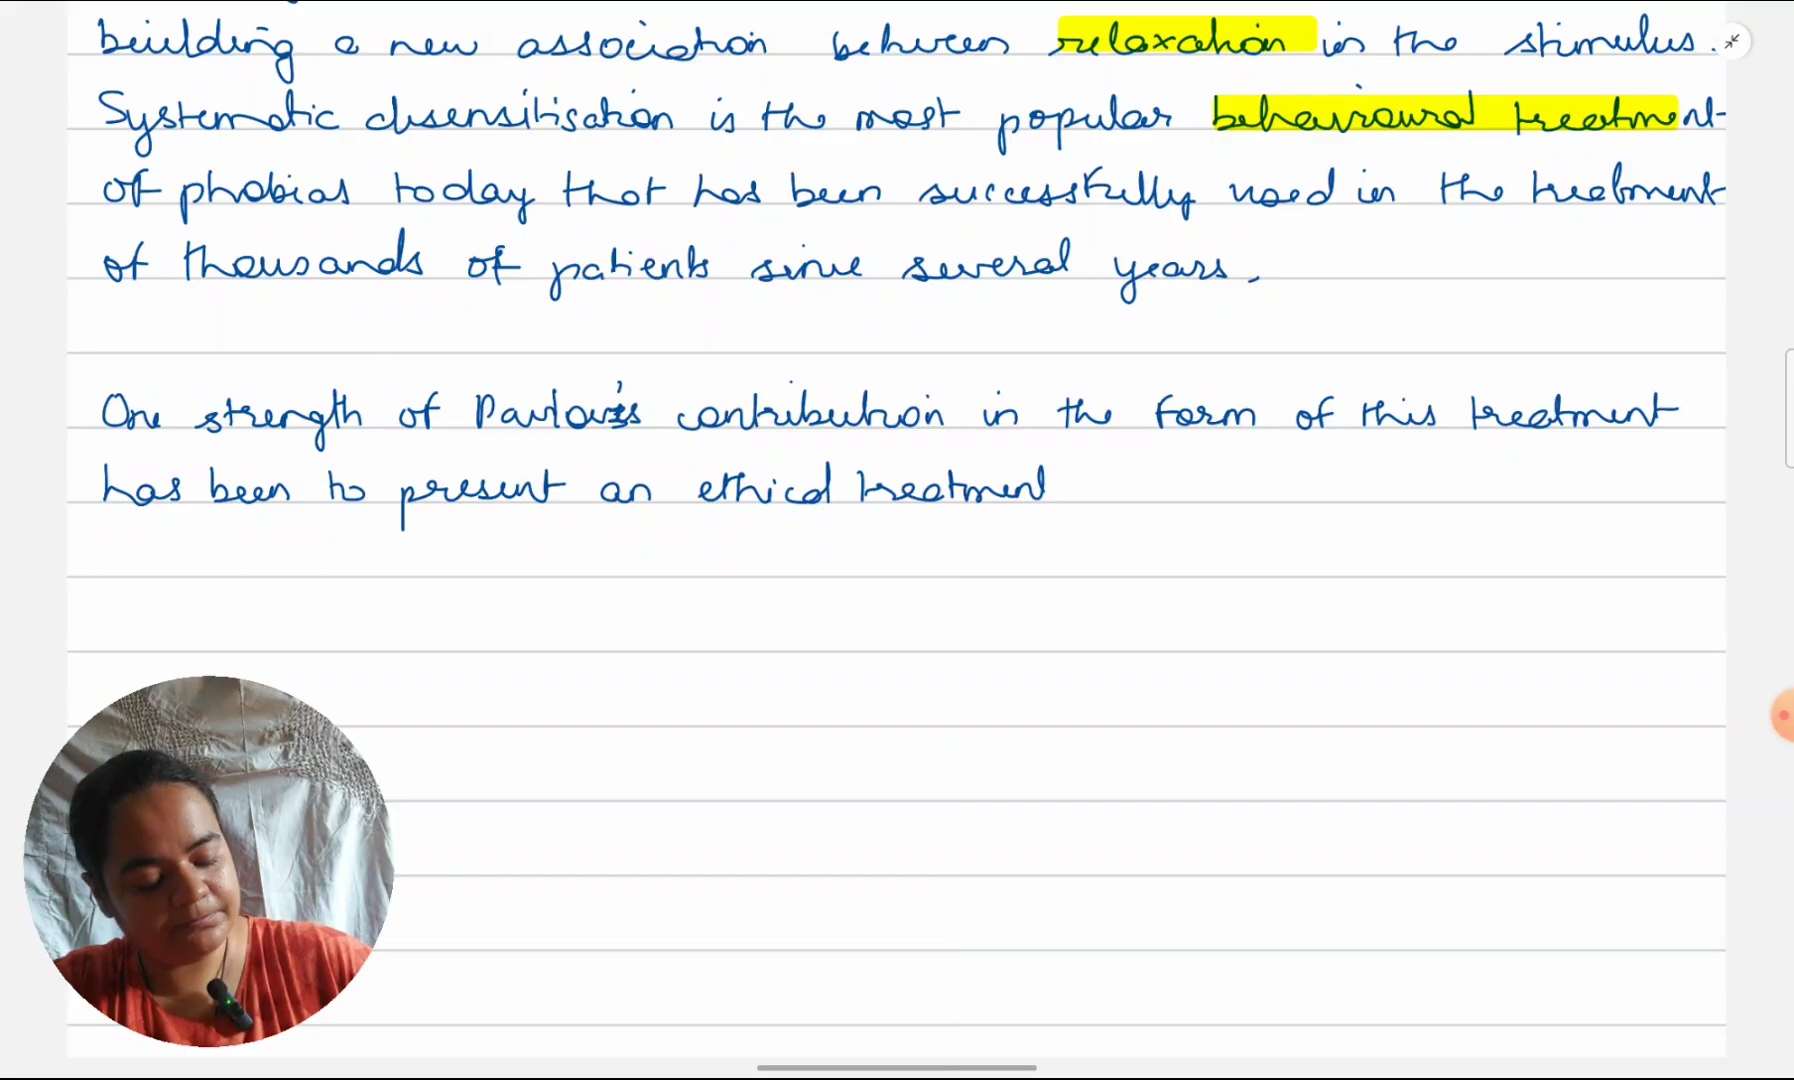 building a new association between relaxation in the stimulus.
Systematic desensitisation is the most popular behavioural treatment
of phobias today that has been successfully used in the treatment
of thousands of patients since several years.
One strength of Pavlov's contribution in the form of this treatment
has been to present an ethical treatment